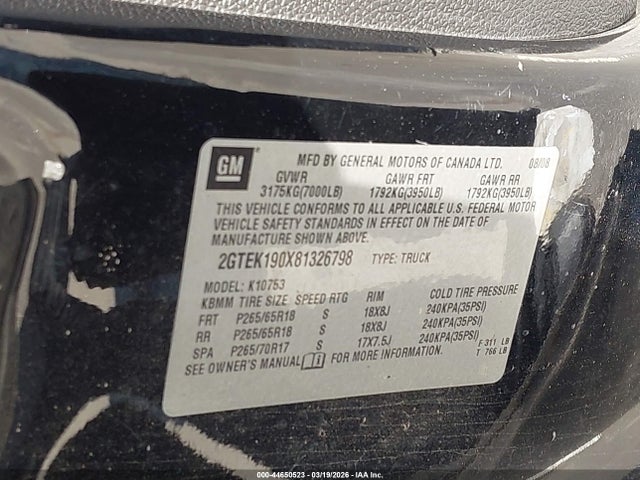 GM
MFD BY GENERAL MOTORS OF CANADA LTD. 08/08
GVWR GAWR FRT GAWR RR
3175KG(7000LB) 1792KG(3950LB) 1792KG(3950LB)
THIS VEHICLE CONFORMS TO ALL APPLICABLE U.S. FEDERAL MOTOR
VEHICLE SAFETY STANDARDS IN EFFECT ON THE DATE OF
MANUFACTURE SHOWN ABOVE.
2GTEK190X81326798 TYPE: TRUCK
MODEL: K10753
KBMM TIRE SIZE SPEED RTG RIM COLD TIRE PRESSURE
FRT P265/65R18 S 18X8J 240KPA(35PSI)
RR P265/65R18 S 18X8J 240KPA(35PSI)
SPA P265/70R17 S 17X7.5J 240KPA(35PSI)
SEE OWNER'S MANUAL FOR MORE INFORMATION.
F 311 LB
T 766 LB
000-44650523 - 03/19/2026 - IAA Inc.